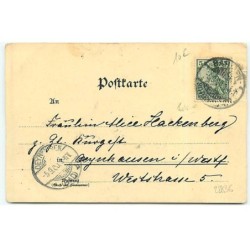 Postkarte
An
Fräulein Alice Hackenberg
z. Zt. Kurgast
in Oeynhausen i/Westf
Weststrasse 5.